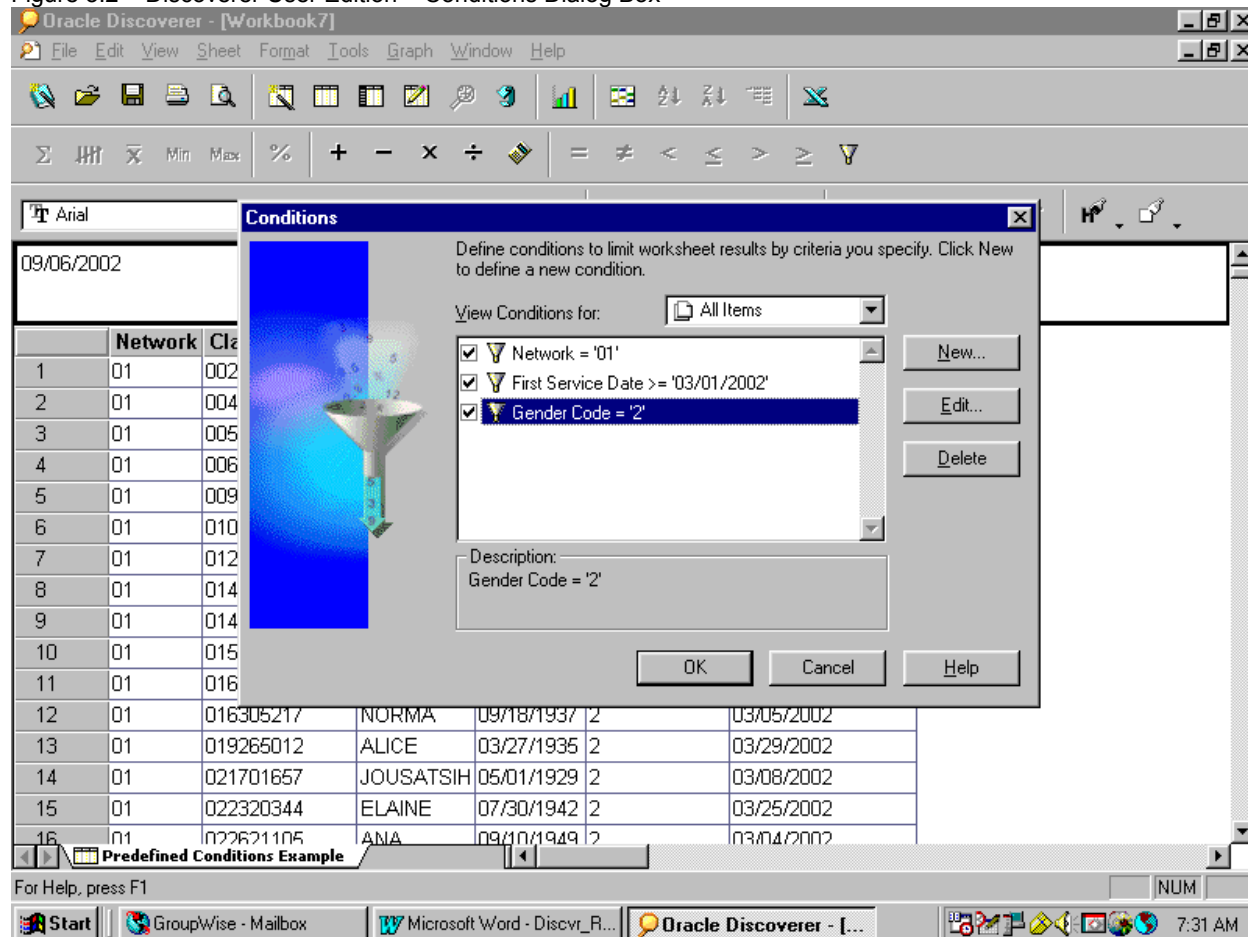 Figure 3.2 – Discoverer User Edition – Conditions Dialog Box
Oracle Discoverer - [Workbook7]
File Edit View Sheet Format Tools Graph Window Help
Σ X Min Max % + − × ÷ = ≠ < ≤ > ≥
Arial
Conditions
Define conditions to limit worksheet results by criteria you specify. Click New
to define a new condition.
View Conditions for: All Items
Network = '01'
First Service Date >= '03/01/2002'
Gender Code = '2'
New...
Edit...
Delete
Description:
Gender Code = '2'
OK Cancel Help
09/06/2002
Network Cla
1 01 002
2 01 004
3 01 005
4 01 006
5 01 009
6 01 010
7 01 012
8 01 014
9 01 014
10 01 015
11 01 016
12 01 016305217 NORMA 09/18/1937 2 03/05/2002
13 01 019265012 ALICE 03/27/1935 2 03/29/2002
14 01 021701657 JOUSATSIH 05/01/1929 2 03/08/2002
15 01 022320344 ELAINE 07/30/1942 2 03/25/2002
16 01 022621105 ANA 09/10/1949 2 03/04/2002
Predefined Conditions Example
For Help, press F1 NUM
Start GroupWise - Mailbox Microsoft Word - Discvr_R... Oracle Discoverer - [... 7:31 AM